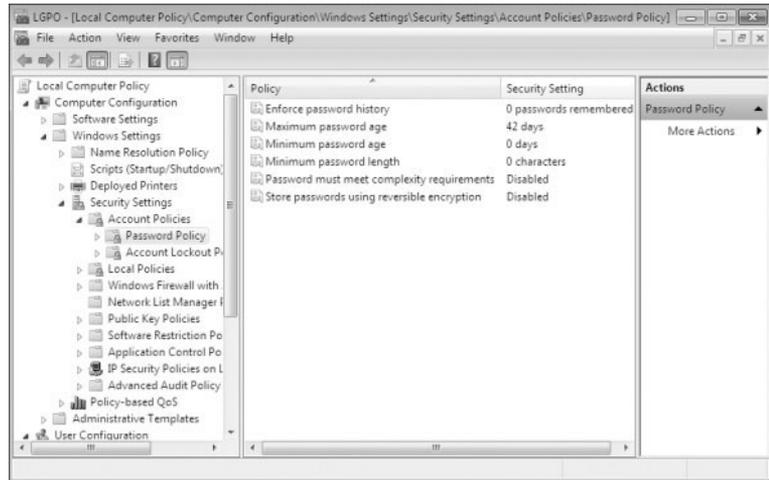 LGPO - [Local Computer Policy\Computer Configuration\Windows Settings\Security Settings\Account Policies\Password Policy]
File Action View Favorites Window Help
Local Computer Policy
Computer Configuration
Software Settings
Windows Settings
Name Resolution Policy
Scripts (Startup/Shutdown)
Deployed Printers
Security Settings
Account Policies
Password Policy
Account Lockout P
Local Policies
Windows Firewall with
Network List Manager
Public Key Policies
Software Restriction Po
Application Control Po
IP Security Policies on L
Advanced Audit Policy
Policy-based QoS
Administrative Templates
User Configuration
Policy Security Setting
Enforce password history 0 passwords remembered
Maximum password age 42 days
Minimum password age 0 days
Minimum password length 0 characters
Password must meet complexity requirements Disabled
Store passwords using reversible encryption Disabled
Actions
Password Policy
More Actions